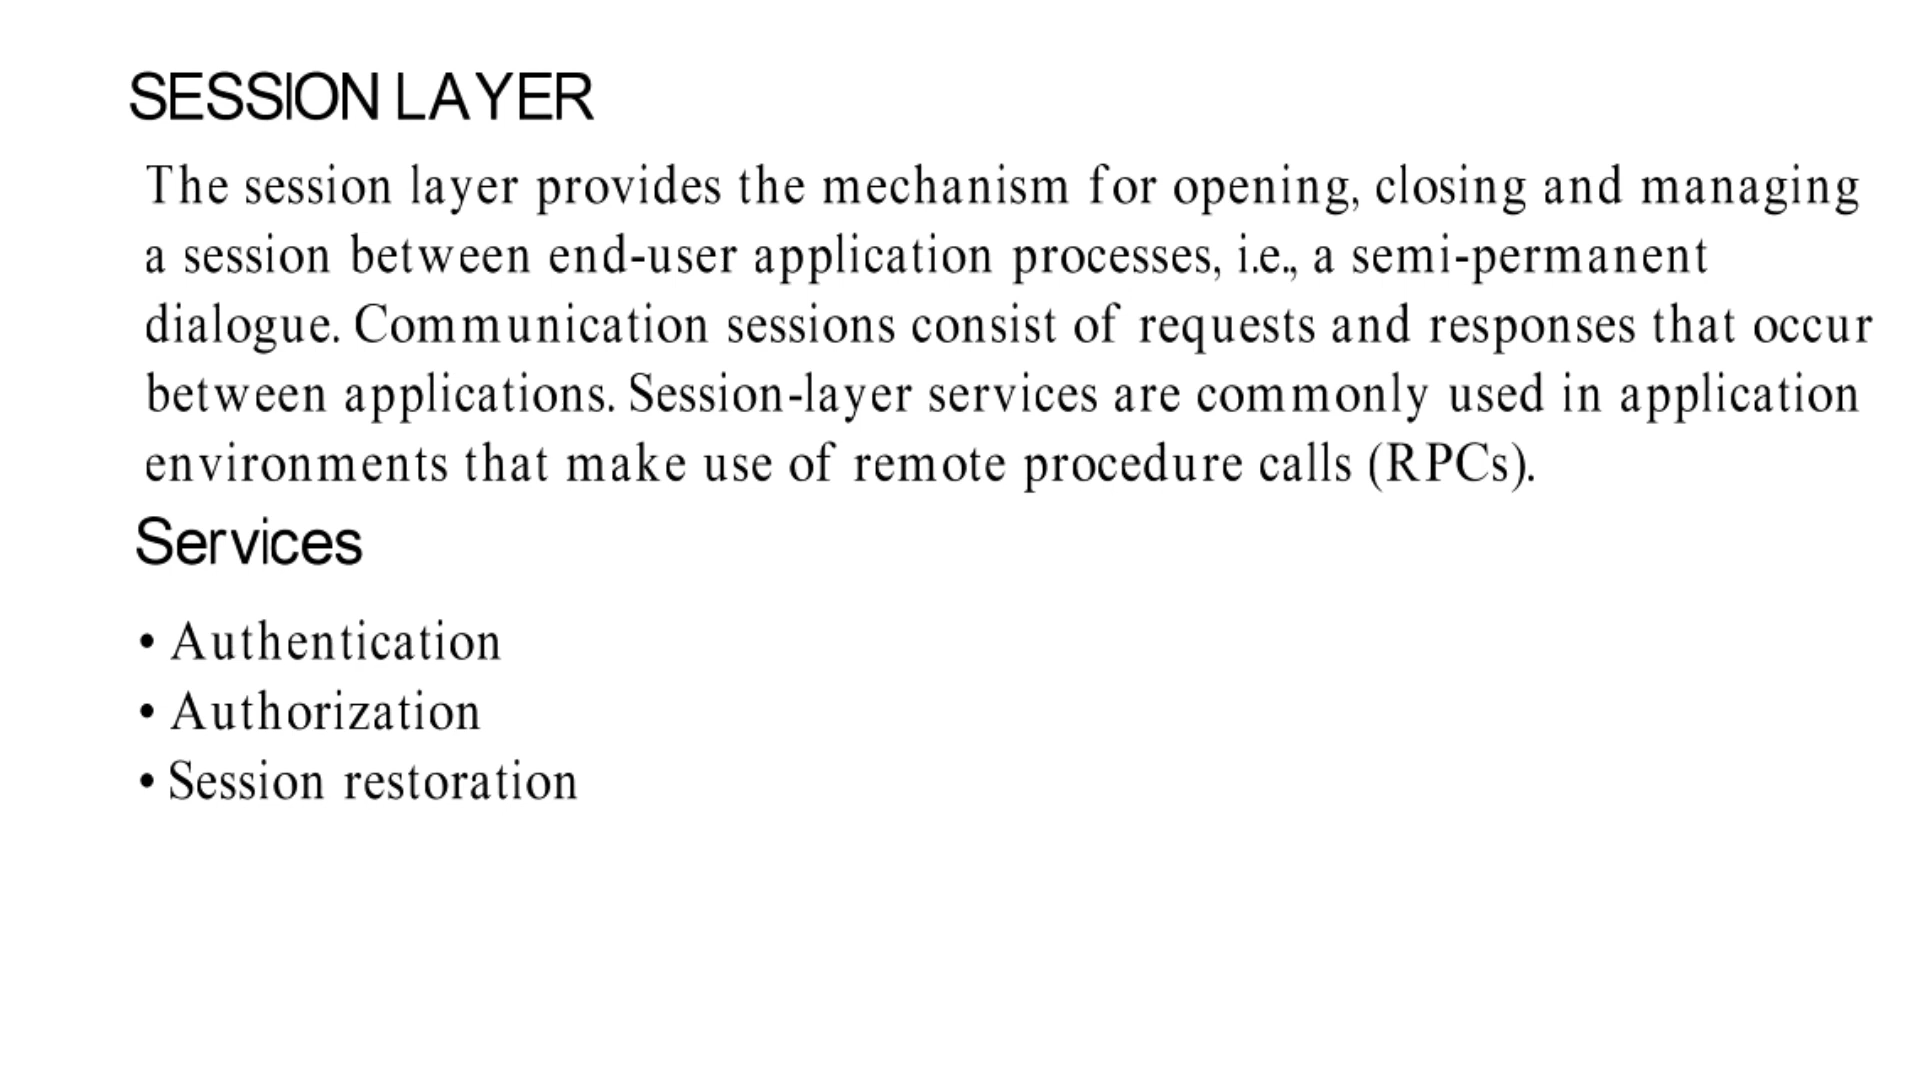 SESSION LAYER
The session layer provides the mechanism for opening, closing and managing
a session between end-user application processes, i.e., a semi-permanent
dialogue. Communication sessions consist of requests and responses that occur
between applications. Session-layer services are commonly used in application
environments that make use of remote procedure calls (RPCs).
Services
• Authentication
• Authorization
• Session restoration